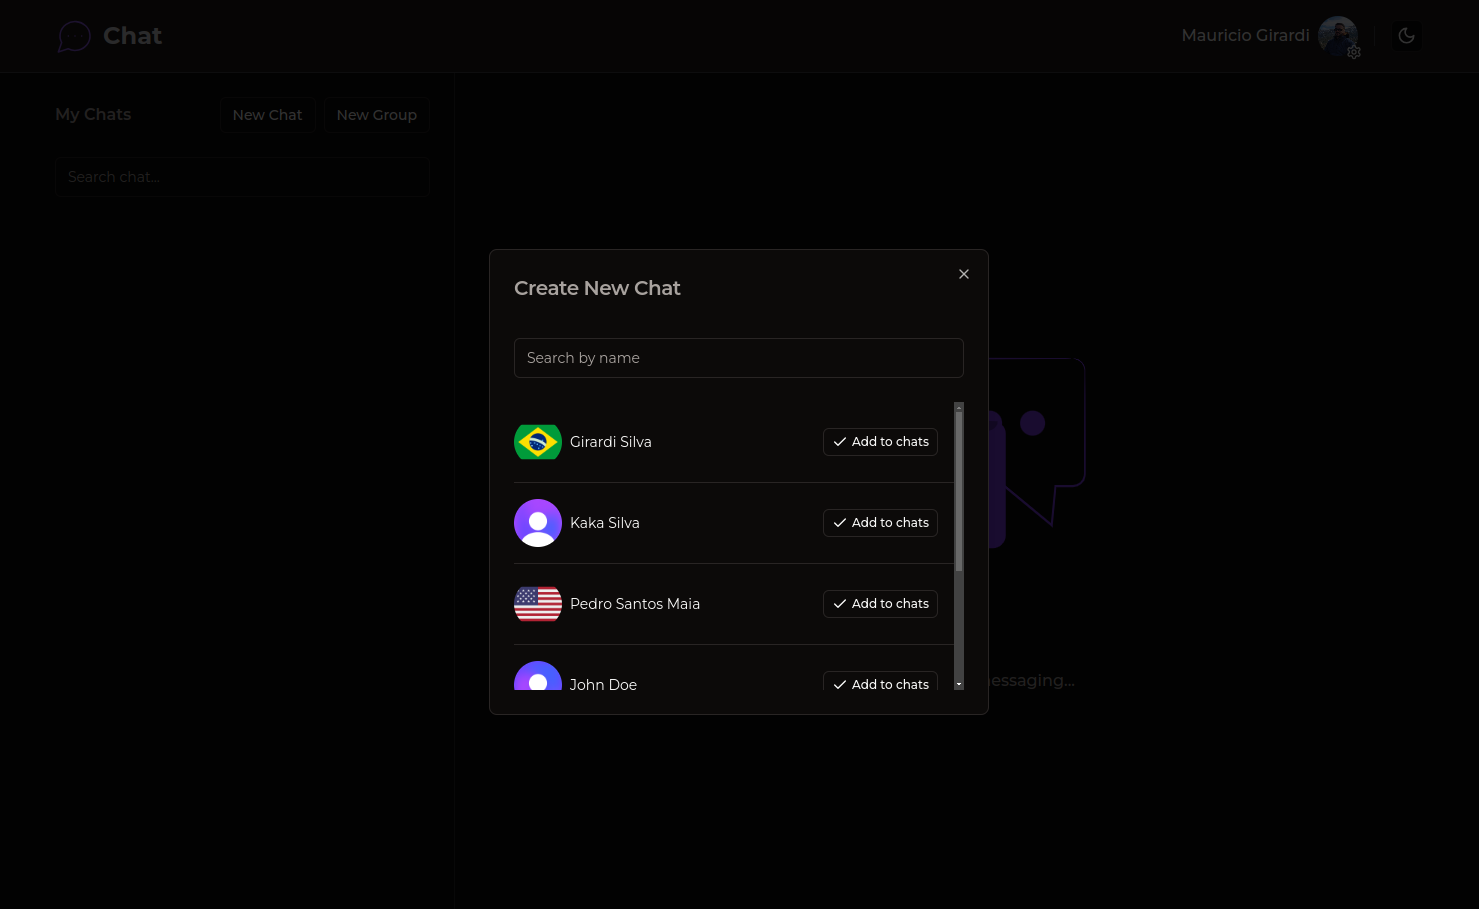 Chat
Mauricio Girardi
My Chats
New Chat
New Group
Search chat...
Create New Chat
Search by name
Girardi Silva
Add to chats
Kaka Silva
Add to chats
Pedro Santos Maia
Add to chats
John Doe
Add to chats